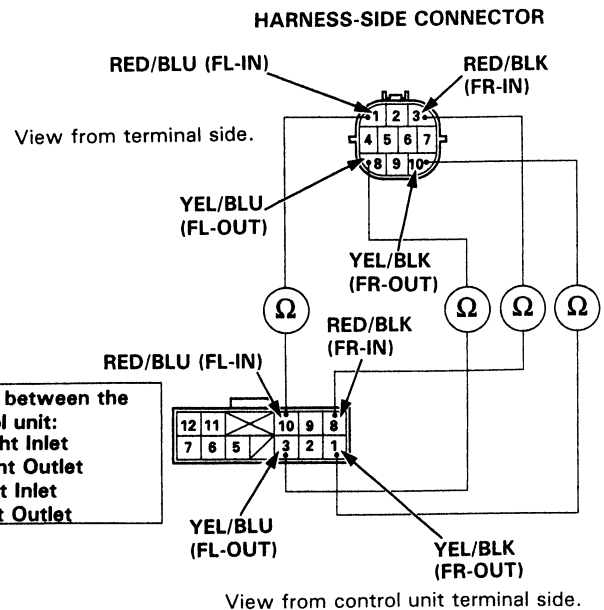 HARNESS-SIDE CONNECTOR
RED/BLU (FL-IN)
RED/BLK
(FR-IN)
1 2 3
View from terminal side.
4 5 6 7
8 9 10
YEL/BLU
(FL-OUT)
YEL/BLK
(FR-OUT)
Ω Ω Ω Ω
RED/BLK
(FR-IN)
RED/BLU (FL-IN)
between the
l unit:
ht Inlet
nt Outlet
t Inlet
t Outlet
12 11 10 9 8
7 6 5 3 2 1
YEL/BLU
(FL-OUT)
YEL/BLK
(FR-OUT)
View from control unit terminal side.